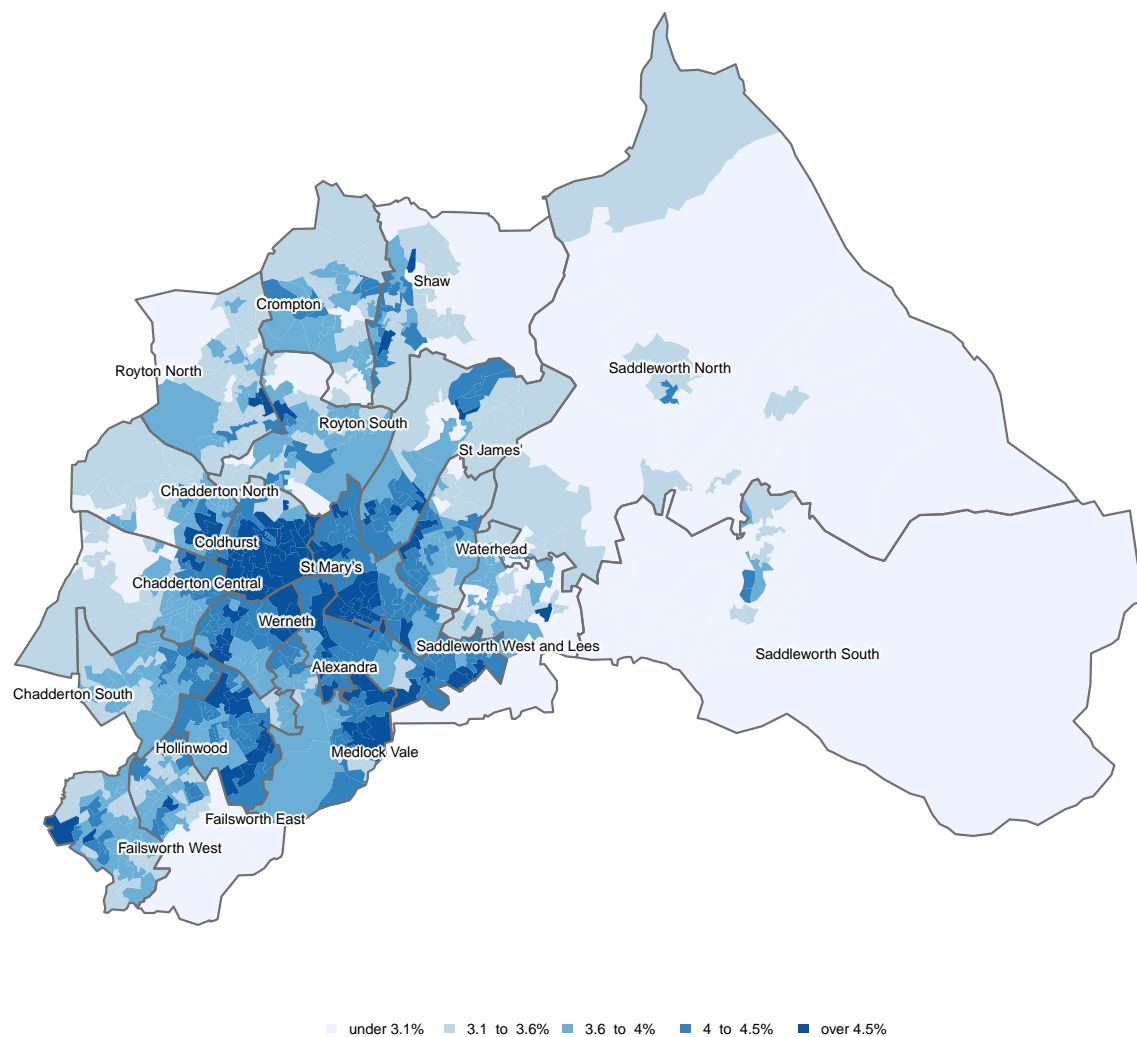 Shaw
Crompton
Royton North
Saddleworth North
Royton South
St James'
Chadderton North
Coldhurst
Waterhead
St Mary's
Chadderton Central
Werneth
Saddleworth West and Lees
Saddleworth South
Alexandra
Chadderton South
Hollinwood
Medlock Vale
Failsworth East
Failsworth West
under 3.1% 3.1 to 3.6% 3.6 to 4% 4 to 4.5% over 4.5%